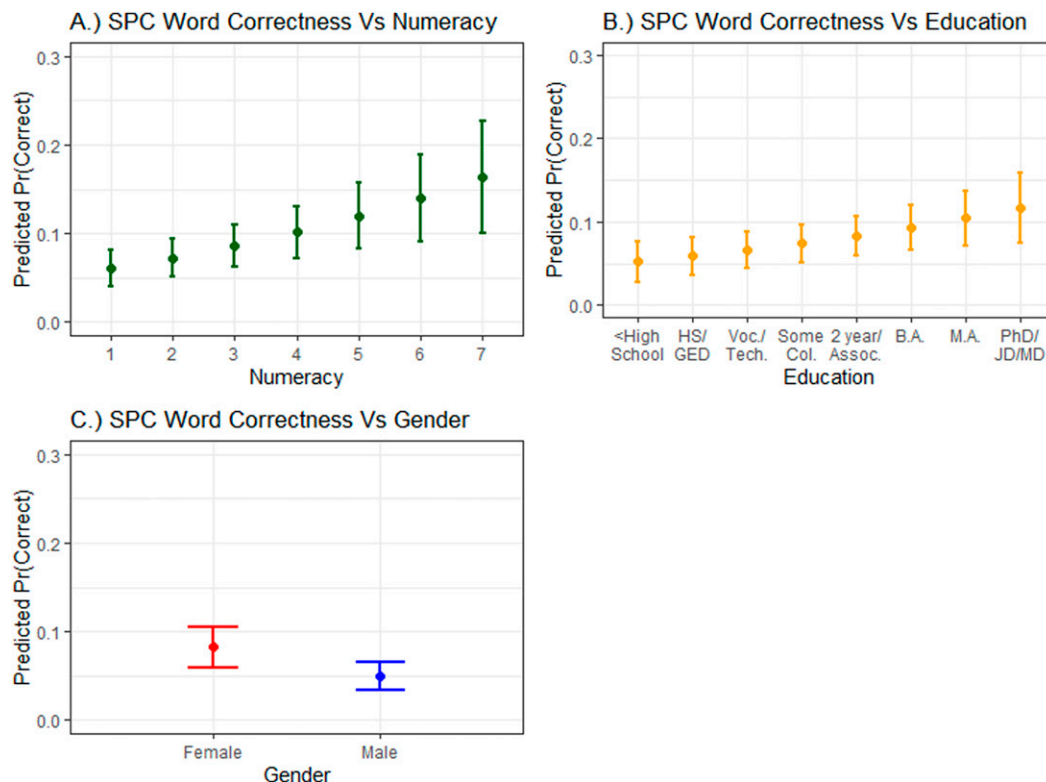 A.) SPC Word Correctness Vs Numeracy
Predicted Pr(Correct)
0.3
0.2
0.1
0.0
1 2 3 4 5 6 7
Numeracy
B.) SPC Word Correctness Vs Education
Predicted Pr(Correct)
0.3
0.2
0.1
0.0
<High HS/ Voc./ Some 2 year/ B.A. M.A. PhD/
School GED Tech. Col. Assoc. JD/MD
Education
C.) SPC Word Correctness Vs Gender
Predicted Pr(Correct)
0.3
0.2
0.1
0.0
Female Male
Gender